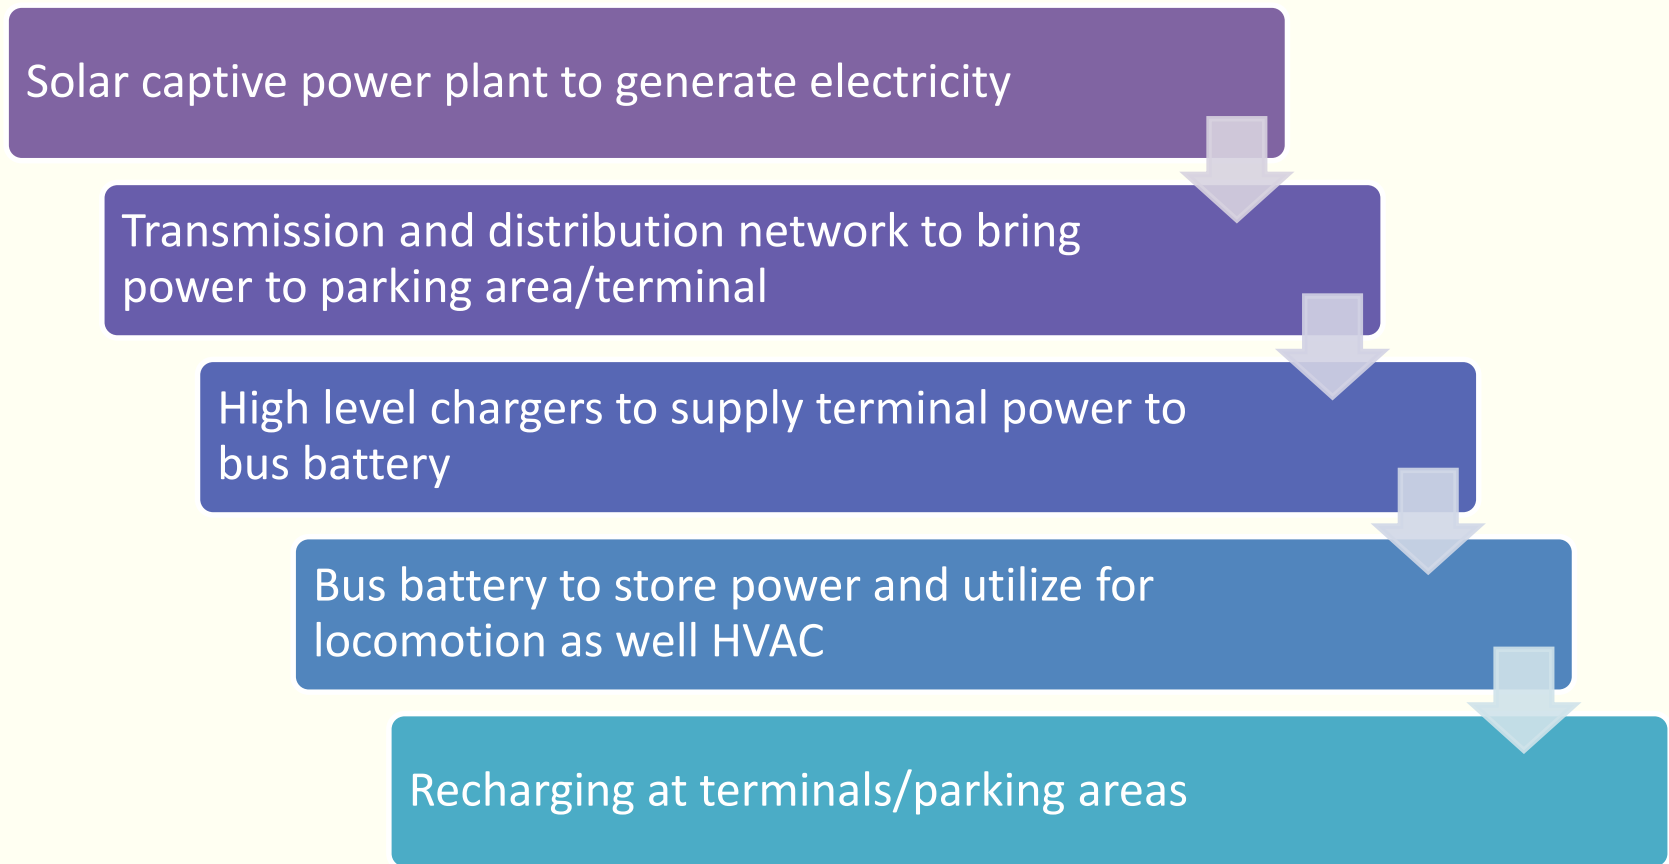 Solar captive power plant to generate electricity
Transmission and distribution network to bring
power to parking area/terminal
High level chargers to supply terminal power to
bus battery
Bus battery to store power and utilize for
locomotion as well HVAC
Recharging at terminals/parking areas